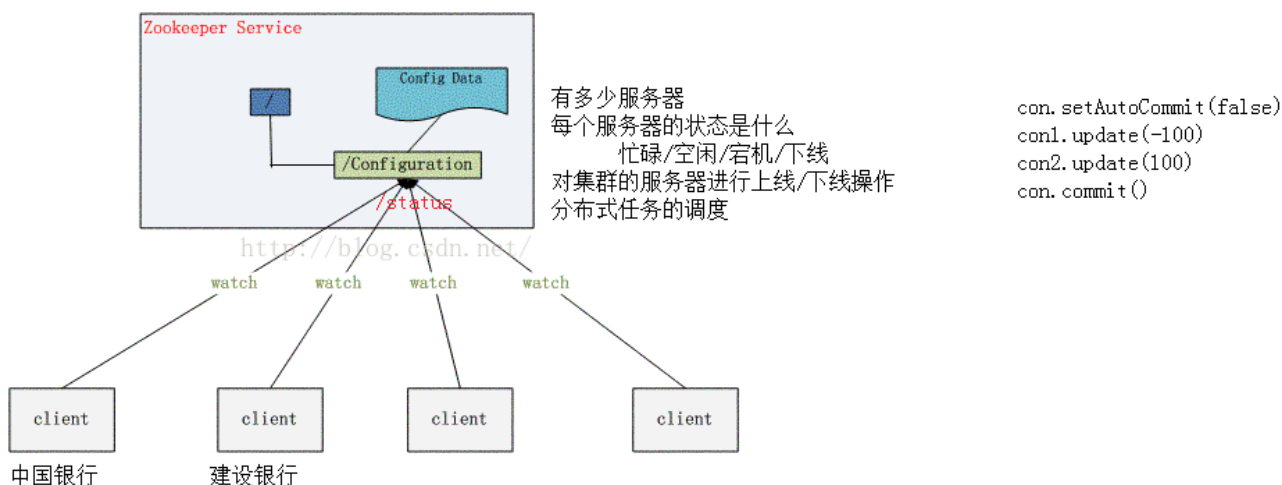 Zookeeper Service
Config Data
/
/Configuration
/status
有多少服务器
每个服务器的状态是什么
忙碌/空闲/宕机/下线
对集群的服务器进行上线/下线操作
分布式任务的调度
con.setAutoCommit(false)
con1.update(-100)
con2.update(100)
con.commit()
http://blog.csdn.net/
watch
watch
watch
watch
client
client
client
client
中国银行
建设银行